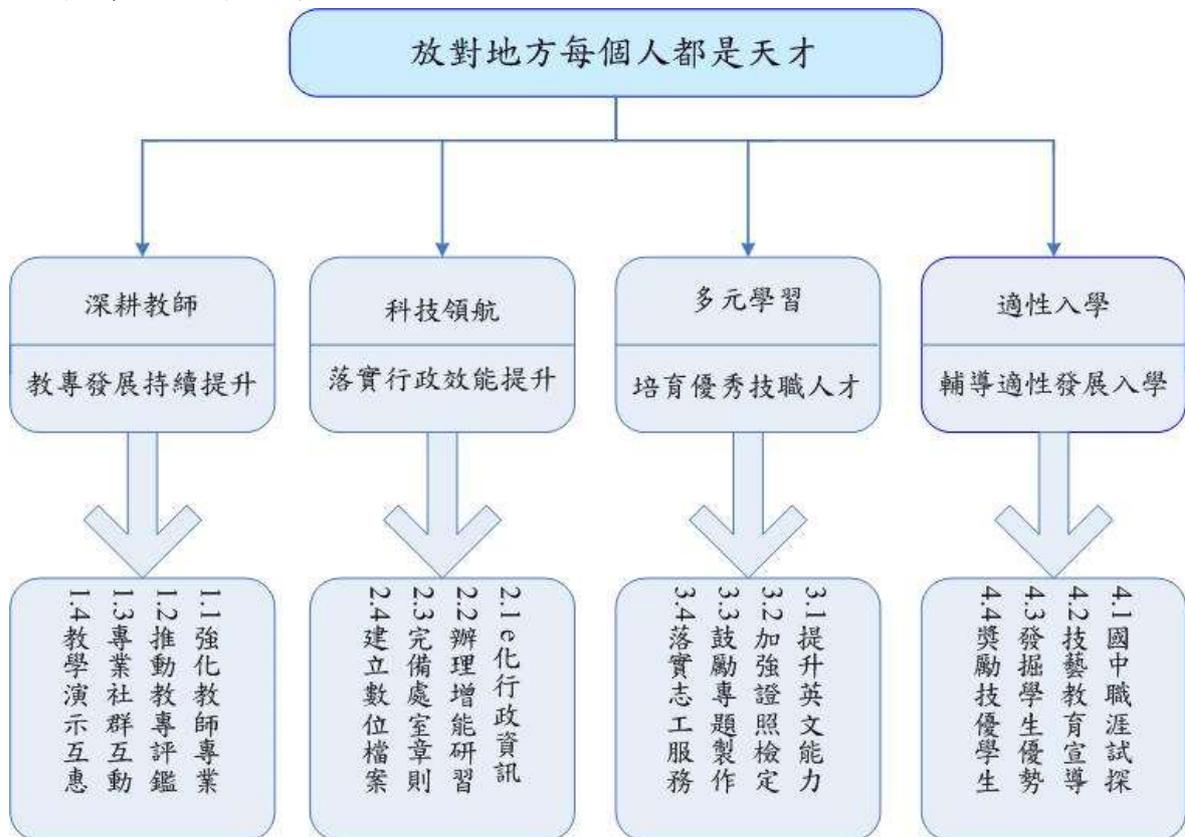 放對地方每個人都是天才
深耕教師
教專發展持續提升
科技領航
落實行政效能提升
多元學習
培育優秀技職人才
適性入學
輔導適性發展入學
1.1強化教師專業
1.2推動教專評鑑
1.3專業社群互動
1.4教學演示互惠
2.1e化行政資訊
2.2辦理增能研習
2.3完備處室章則
2.4建立數位檔案
3.1提升英文能力
3.2加強證照檢定
3.3鼓勵專題製作
3.4落實志工服務
4.1國中職涯試探
4.2技藝教育宣導
4.3發掘學生優勢
4.4獎勵技優學生